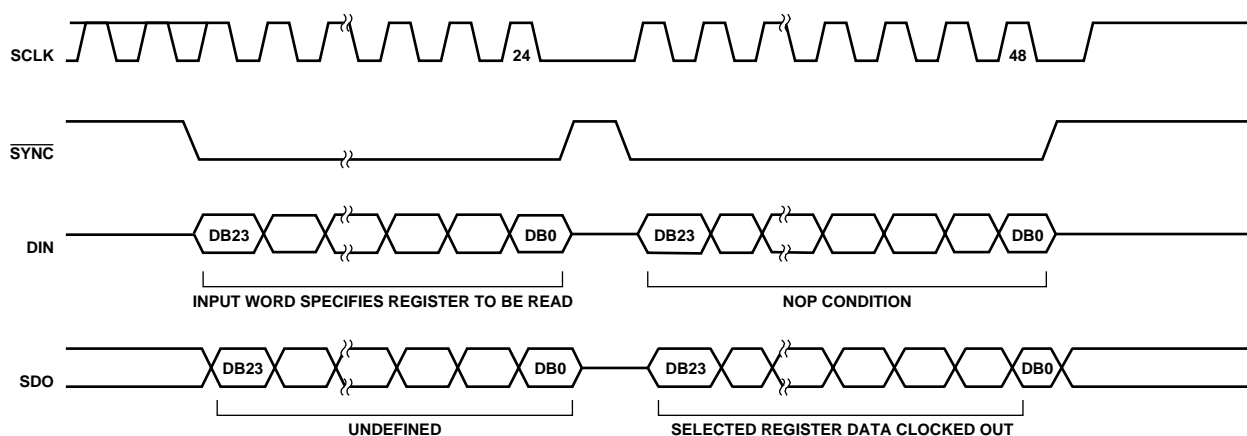 SCLK
24
48
SYNC
DIN
DB23
DB0
DB23
DB0
INPUT WORD SPECIFIES REGISTER TO BE READ
NOP CONDITION
SDO
DB23
DB0
DB23
DB0
UNDEFINED
SELECTED REGISTER DATA CLOCKED OUT